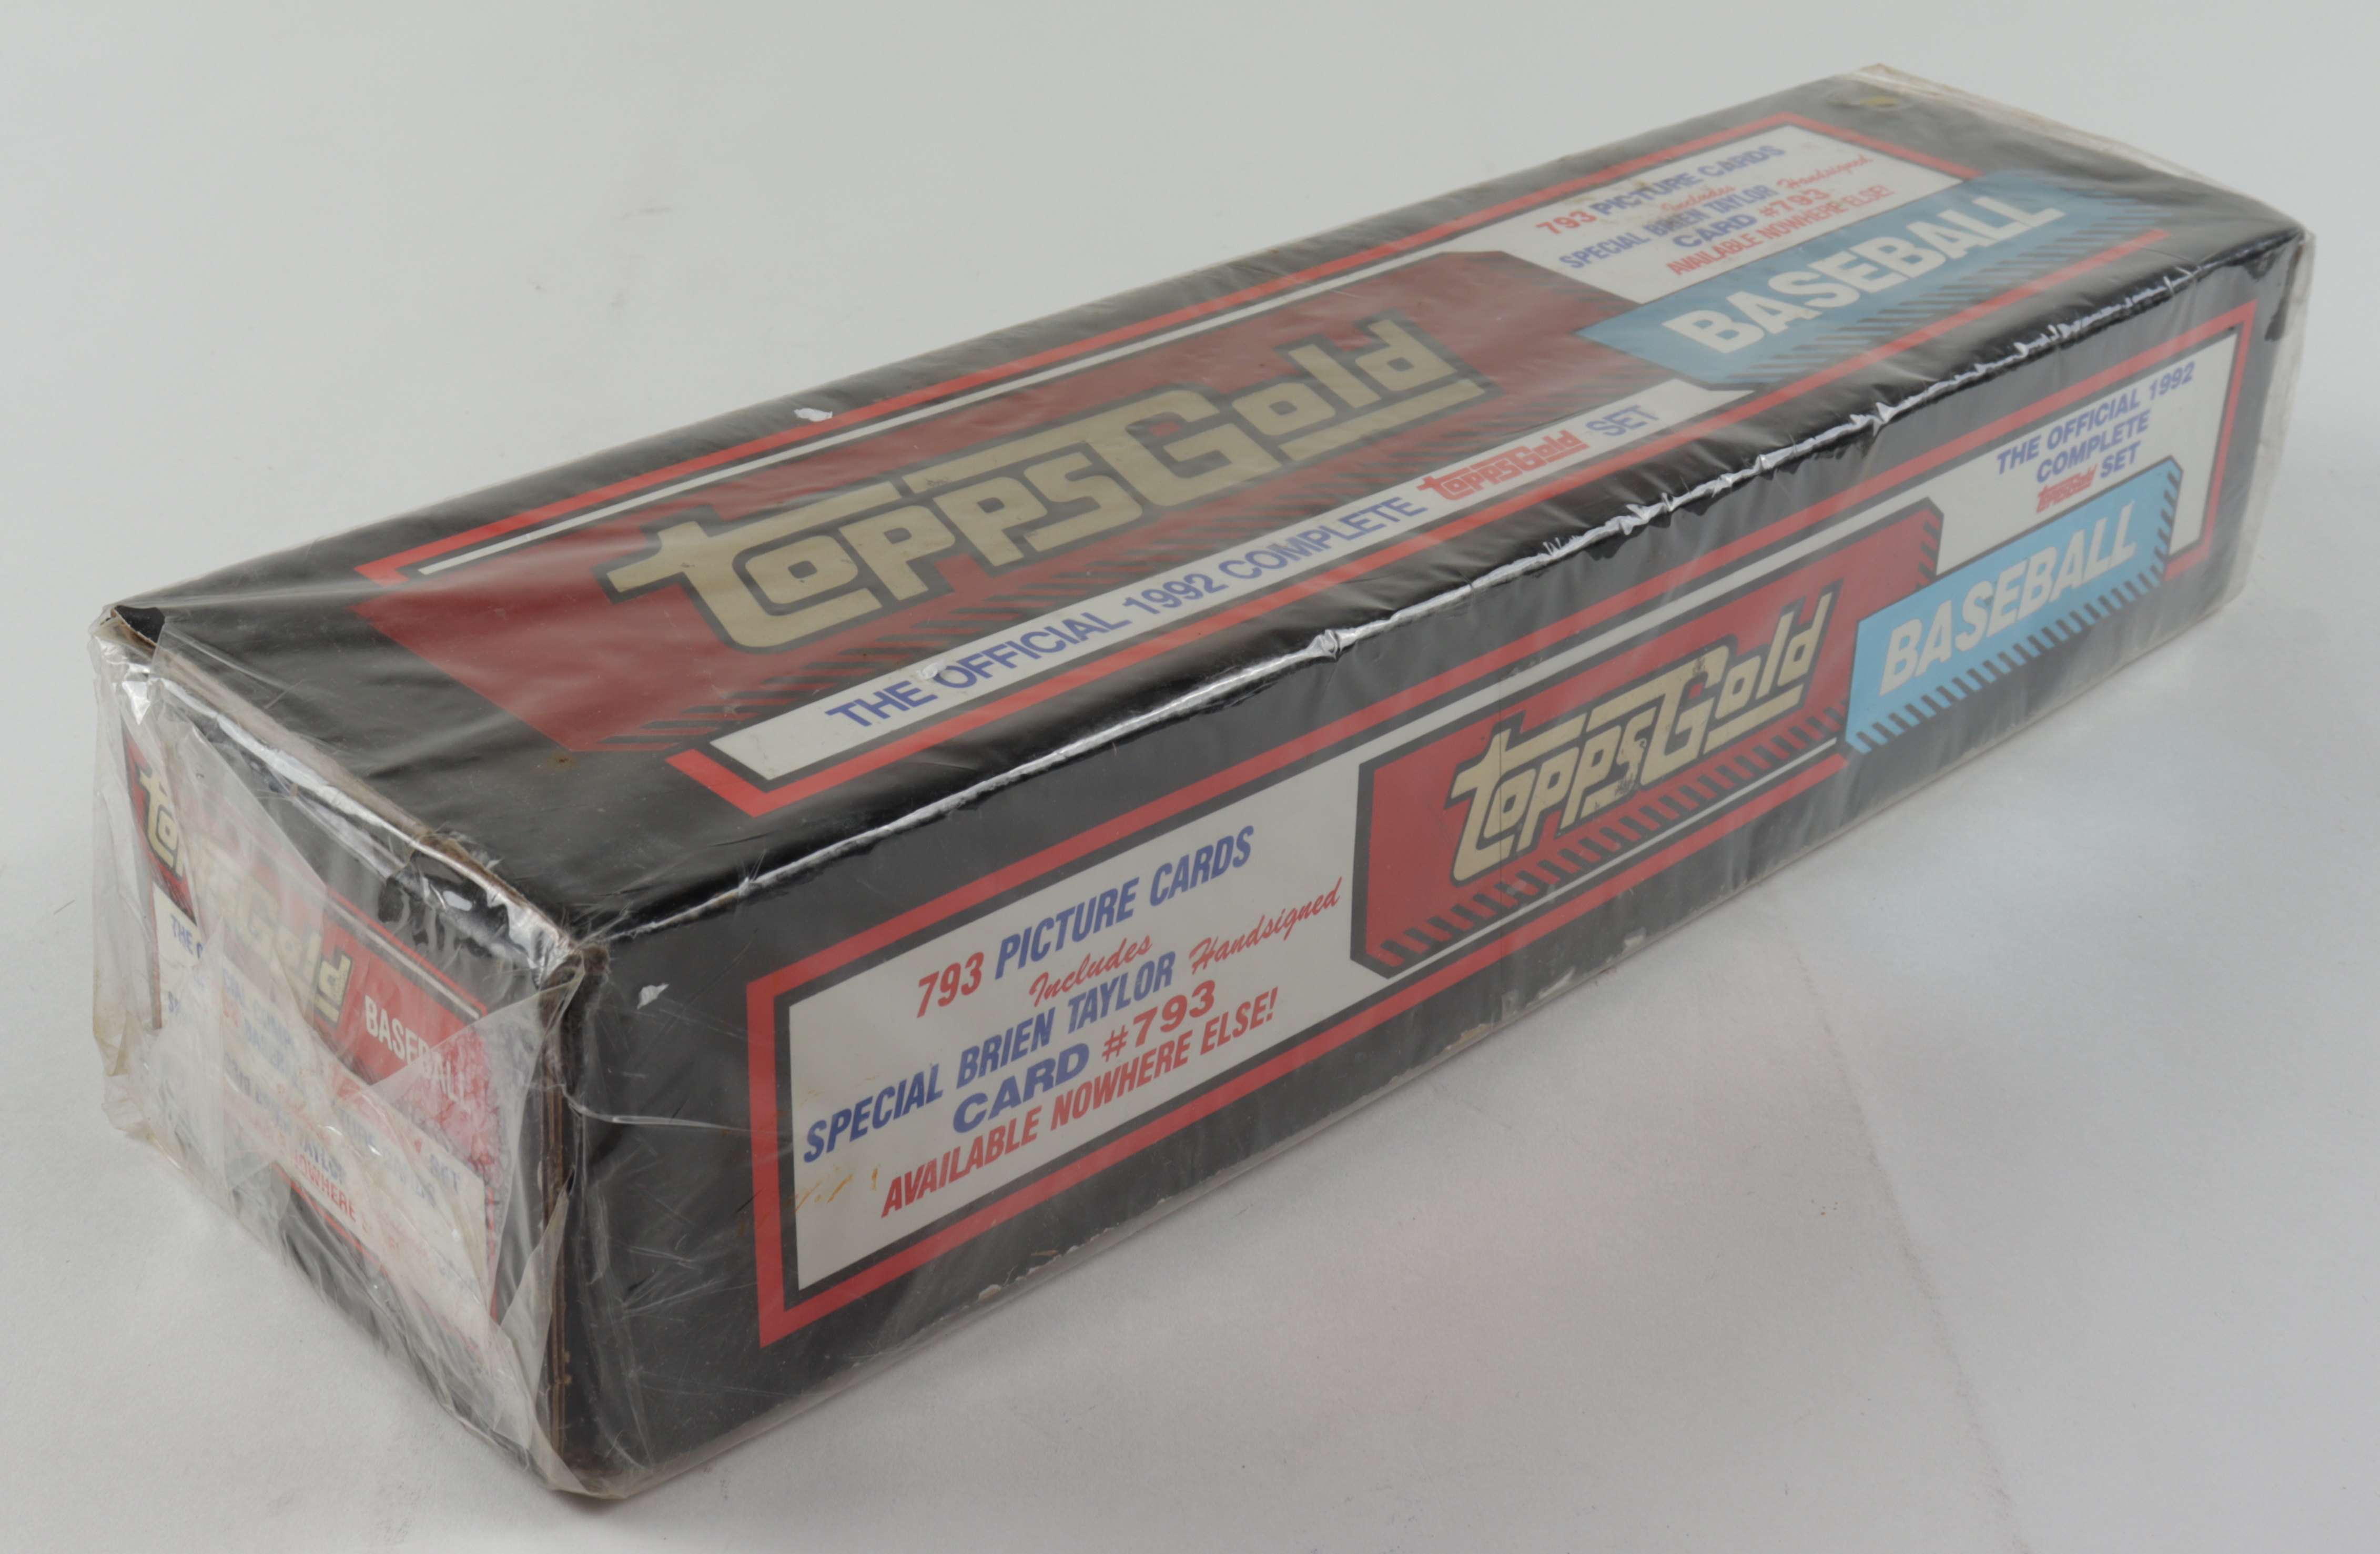 793 PICTURE CARDS
Includes
SPECIAL BRIEN TAYLOR Handsigned
CARD #793
AVAILABLE NOWHERE ELSE!
BASEBALL
ToppsGold
THE OFFICIAL 1992 COMPLETE ToppsGold SET
THE OFFICIAL 1992
COMPLETE
ToppsGold SET
BASEBALL
ToppsGold
793 PICTURE CARDS
Includes
SPECIAL BRIEN TAYLOR Handsigned
CARD #793
AVAILABLE NOWHERE ELSE!
ToppsGold
BASEBALL
SET